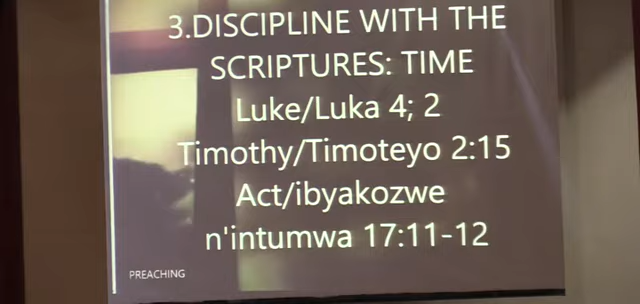 3.DISCIPLINE WITH THE
SCRIPTURES: TIME
Luke/Luka 4; 2
Timothy/Timoteyo 2:15
Act/ibyakozwe
n'intumwa 17:11-12
PREACHING